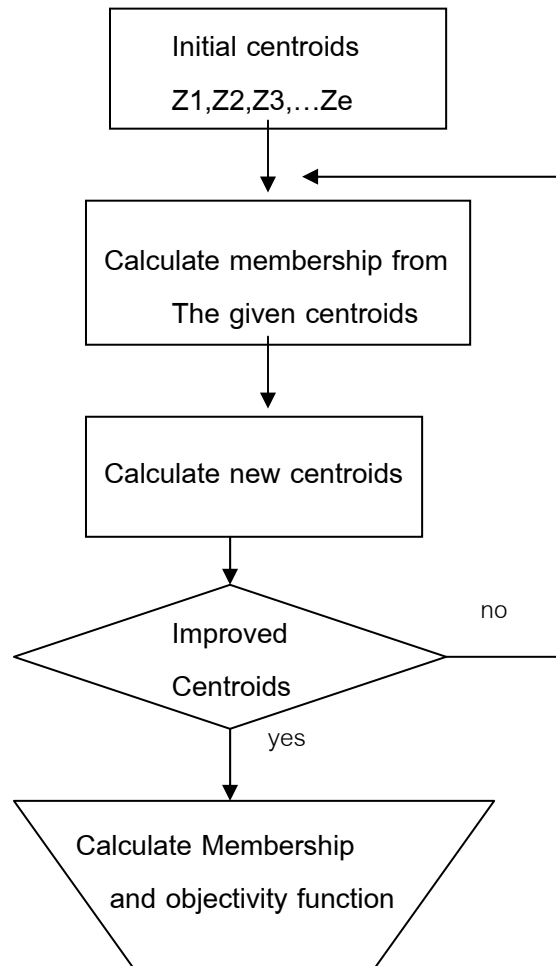 Initial centroids
Z1,Z2,Z3,…Ze
Calculate membership from
The given centroids
Calculate new centroids
Improved
Centroids
no
yes
Calculate Membership
and objectivity function